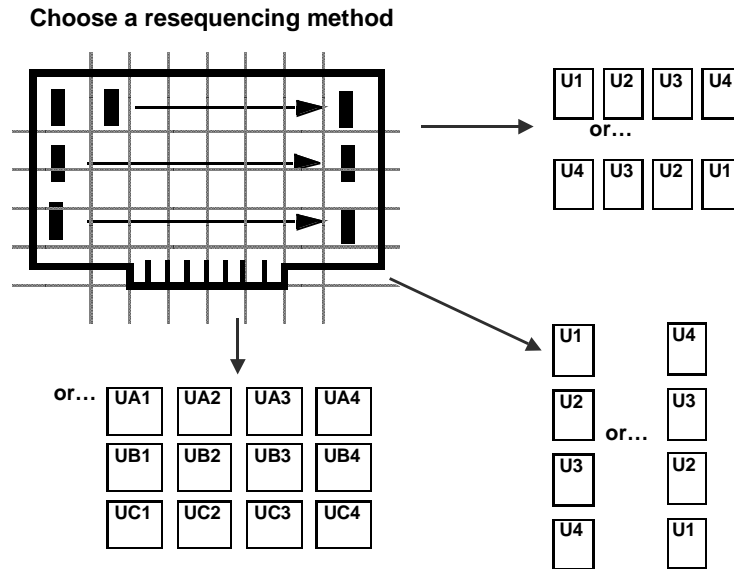 Choose a resequencing method
U1 U2 U3 U4
or…
U4 U3 U2 U1
U1 U4
U2 U3
or…
U3 U2
U4 U1
or… UA1 UA2 UA3 UA4
UB1 UB2 UB3 UB4
UC1 UC2 UC3 UC4